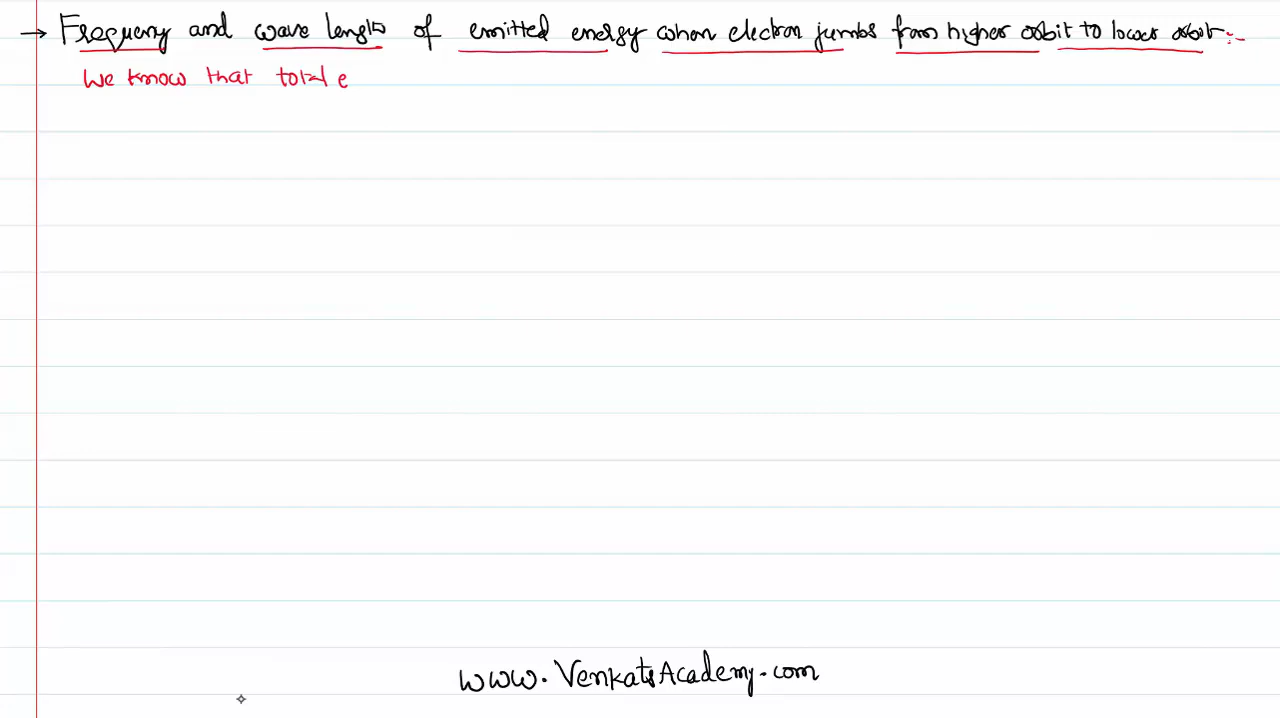 → Frequency and wave length of emitted energy when electron jumbs from higher orbit to lower orbit:-
We know that total e
www.VenkatsAcademy.com